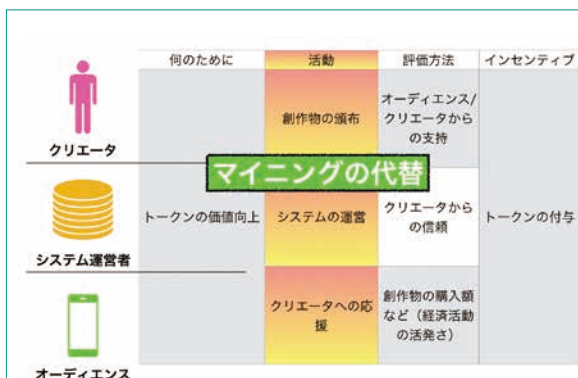 何のために
活動
評価方法
インセンティブ
クリエータ
創作物の頒布
オーディエンス/
クリエータから
の支持
マイニングの代替
システム運営者
トークンの価値向上
システムの運営
クリエータから
の信頼
トークンの付与
オーディエンス
クリエータへの応
援
創作物の購入額
など（経済活動
の活発さ）